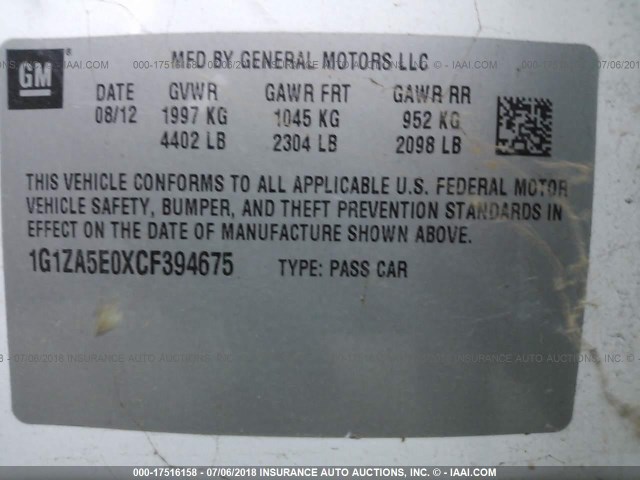 GM ® MFD BY GENERAL MOTORS LLC
DATE GVWR GAWR FRT GAWR RR
08/12 1997 KG 1045 KG 952 KG
4402 LB 2304 LB 2098 LB
THIS VEHICLE CONFORMS TO ALL APPLICABLE U.S. FEDERAL MOTOR
VEHICLE SAFETY, BUMPER, AND THEFT PREVENTION STANDARDS IN
EFFECT ON THE DATE OF MANUFACTURE SHOWN ABOVE.
1G1ZA5E0XCF394675 TYPE: PASS CAR
000-17516158 - 07/06/2018 INSURANCE AUTO AUCTIONS, INC. - IAAI.COM